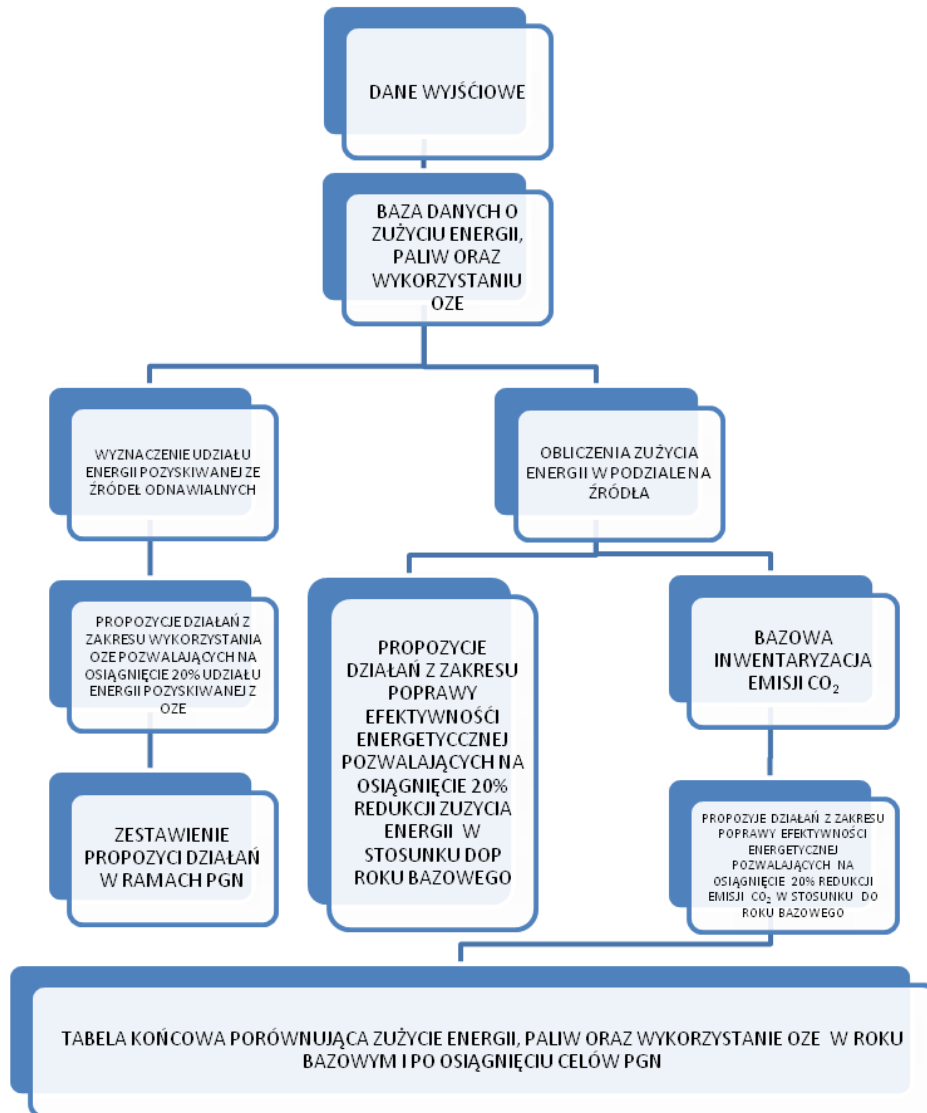 DANE WYJŚĆIOWE
BAZA DANYCH O
ZUŻYCIU ENERGII,
PALIW ORAZ
WYKORZYSTANIU
OZE
WYZNACZENIE UDZIAŁU
ENERGII POZYSKIWANEJ ZE
ŹRÓDEŁ ODNAWIALNYCH
OBLICZENIA ZUŻYCIA
ENERGII W PODZIALE NA
ŹRÓDŁA
PROPOZYCJE DZIAŁAŃ Z
ZAKRESU WYKORZYSTANIA
OZE POZWALAJĄCYCH NA
OSIĄGNIĘCIE 20% UDZIAŁU
ENERGII POZYSKIWANEJ Z
OZE
PROPOZYCJE
DZIAŁAŃ Z ZAKRESU
POPRAWY
EFEKTYWNOŚĆI
ENERGETYCCZNEJ
POZWALAJĄCYCH NA
OSIĄGNIĘCIE 20%
REDUKCJI ZUZYCIA
ENERGII W
STOSUNKU DOP
ROKU BAZOWEGO
BAZOWA
INWENTARYZACJA
EMISJI CO₂
ZESTAWIENIE
PROPOZYCI DZIAŁAŃ
W RAMACH PGN
PROPOZYJE DZIAŁAŃ Z ZAKRESU
POPRAWY EFEKTYWNOŚCI
ENERGETYCZNEJ
POZWALAJĄCYCH NA
OSIĄGNIĘCIE 20% REDUKCJI
EMISJI CO₂ W STOSUNKU DO
ROKU BAZOWEGO
TABELA KOŃCOWA PORÓWNUJĄCA ZUŻYCIE ENERGII, PALIW ORAZ WYKORZYSTANIE OZE W ROKU
BAZOWYM I PO OSIĄGNIĘCIU CELÓW PGN